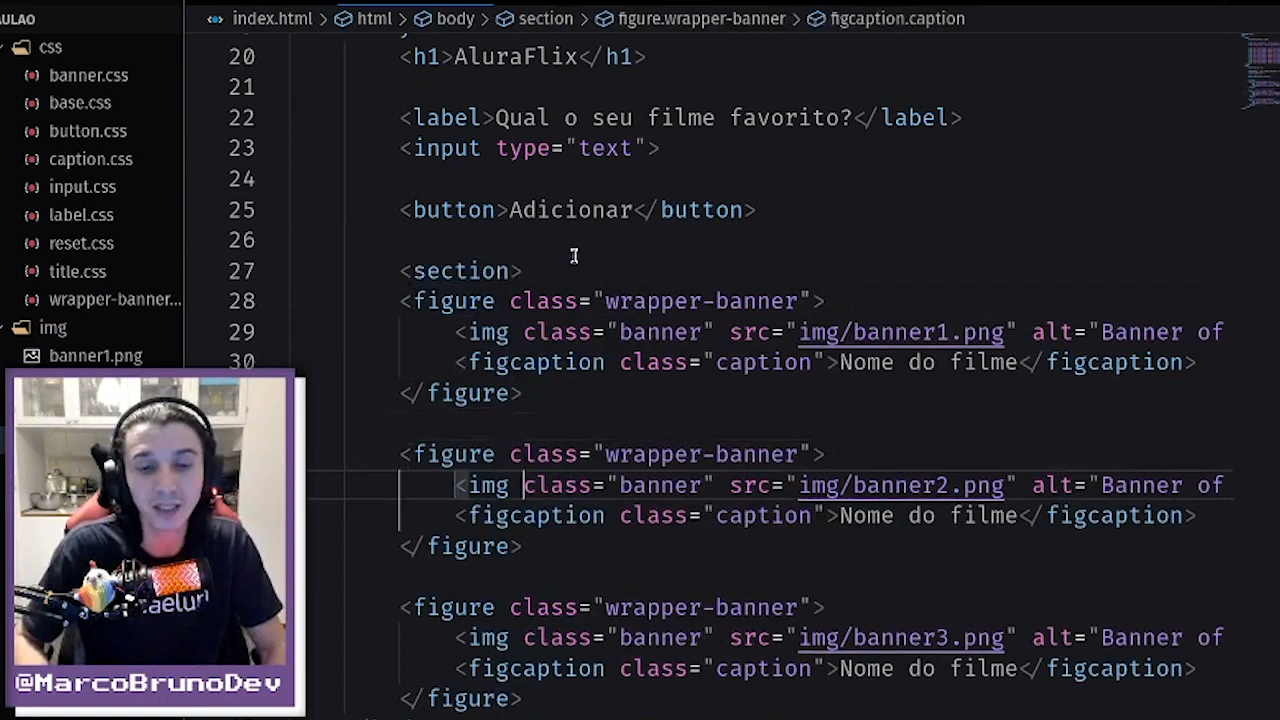 AULAO
css
banner.css
base.css
button.css
caption.css
input.css
label.css
reset.css
title.css
wrapper-banner...
img
banner1.png
index.html > html > body > section > figure.wrapper-banner > figcaption.caption
20 <h1>AluraFlix</h1>
21
22 <label>Qual o seu filme favorito?</label>
23 <input type="text">
24
25 <button>Adicionar</button>
26
27 <section>
28 <figure class="wrapper-banner">
29 <img class="banner" src="img/banner1.png" alt="Banner of
30 <figcaption class="caption">Nome do filme</figcaption>
</figure>
<figure class="wrapper-banner">
<img class="banner" src="img/banner2.png" alt="Banner of
<figcaption class="caption">Nome do filme</figcaption>
</figure>
<figure class="wrapper-banner">
<img class="banner" src="img/banner3.png" alt="Banner of
<figcaption class="caption">Nome do filme</figcaption>
</figure>
@MarcoBrunoDev